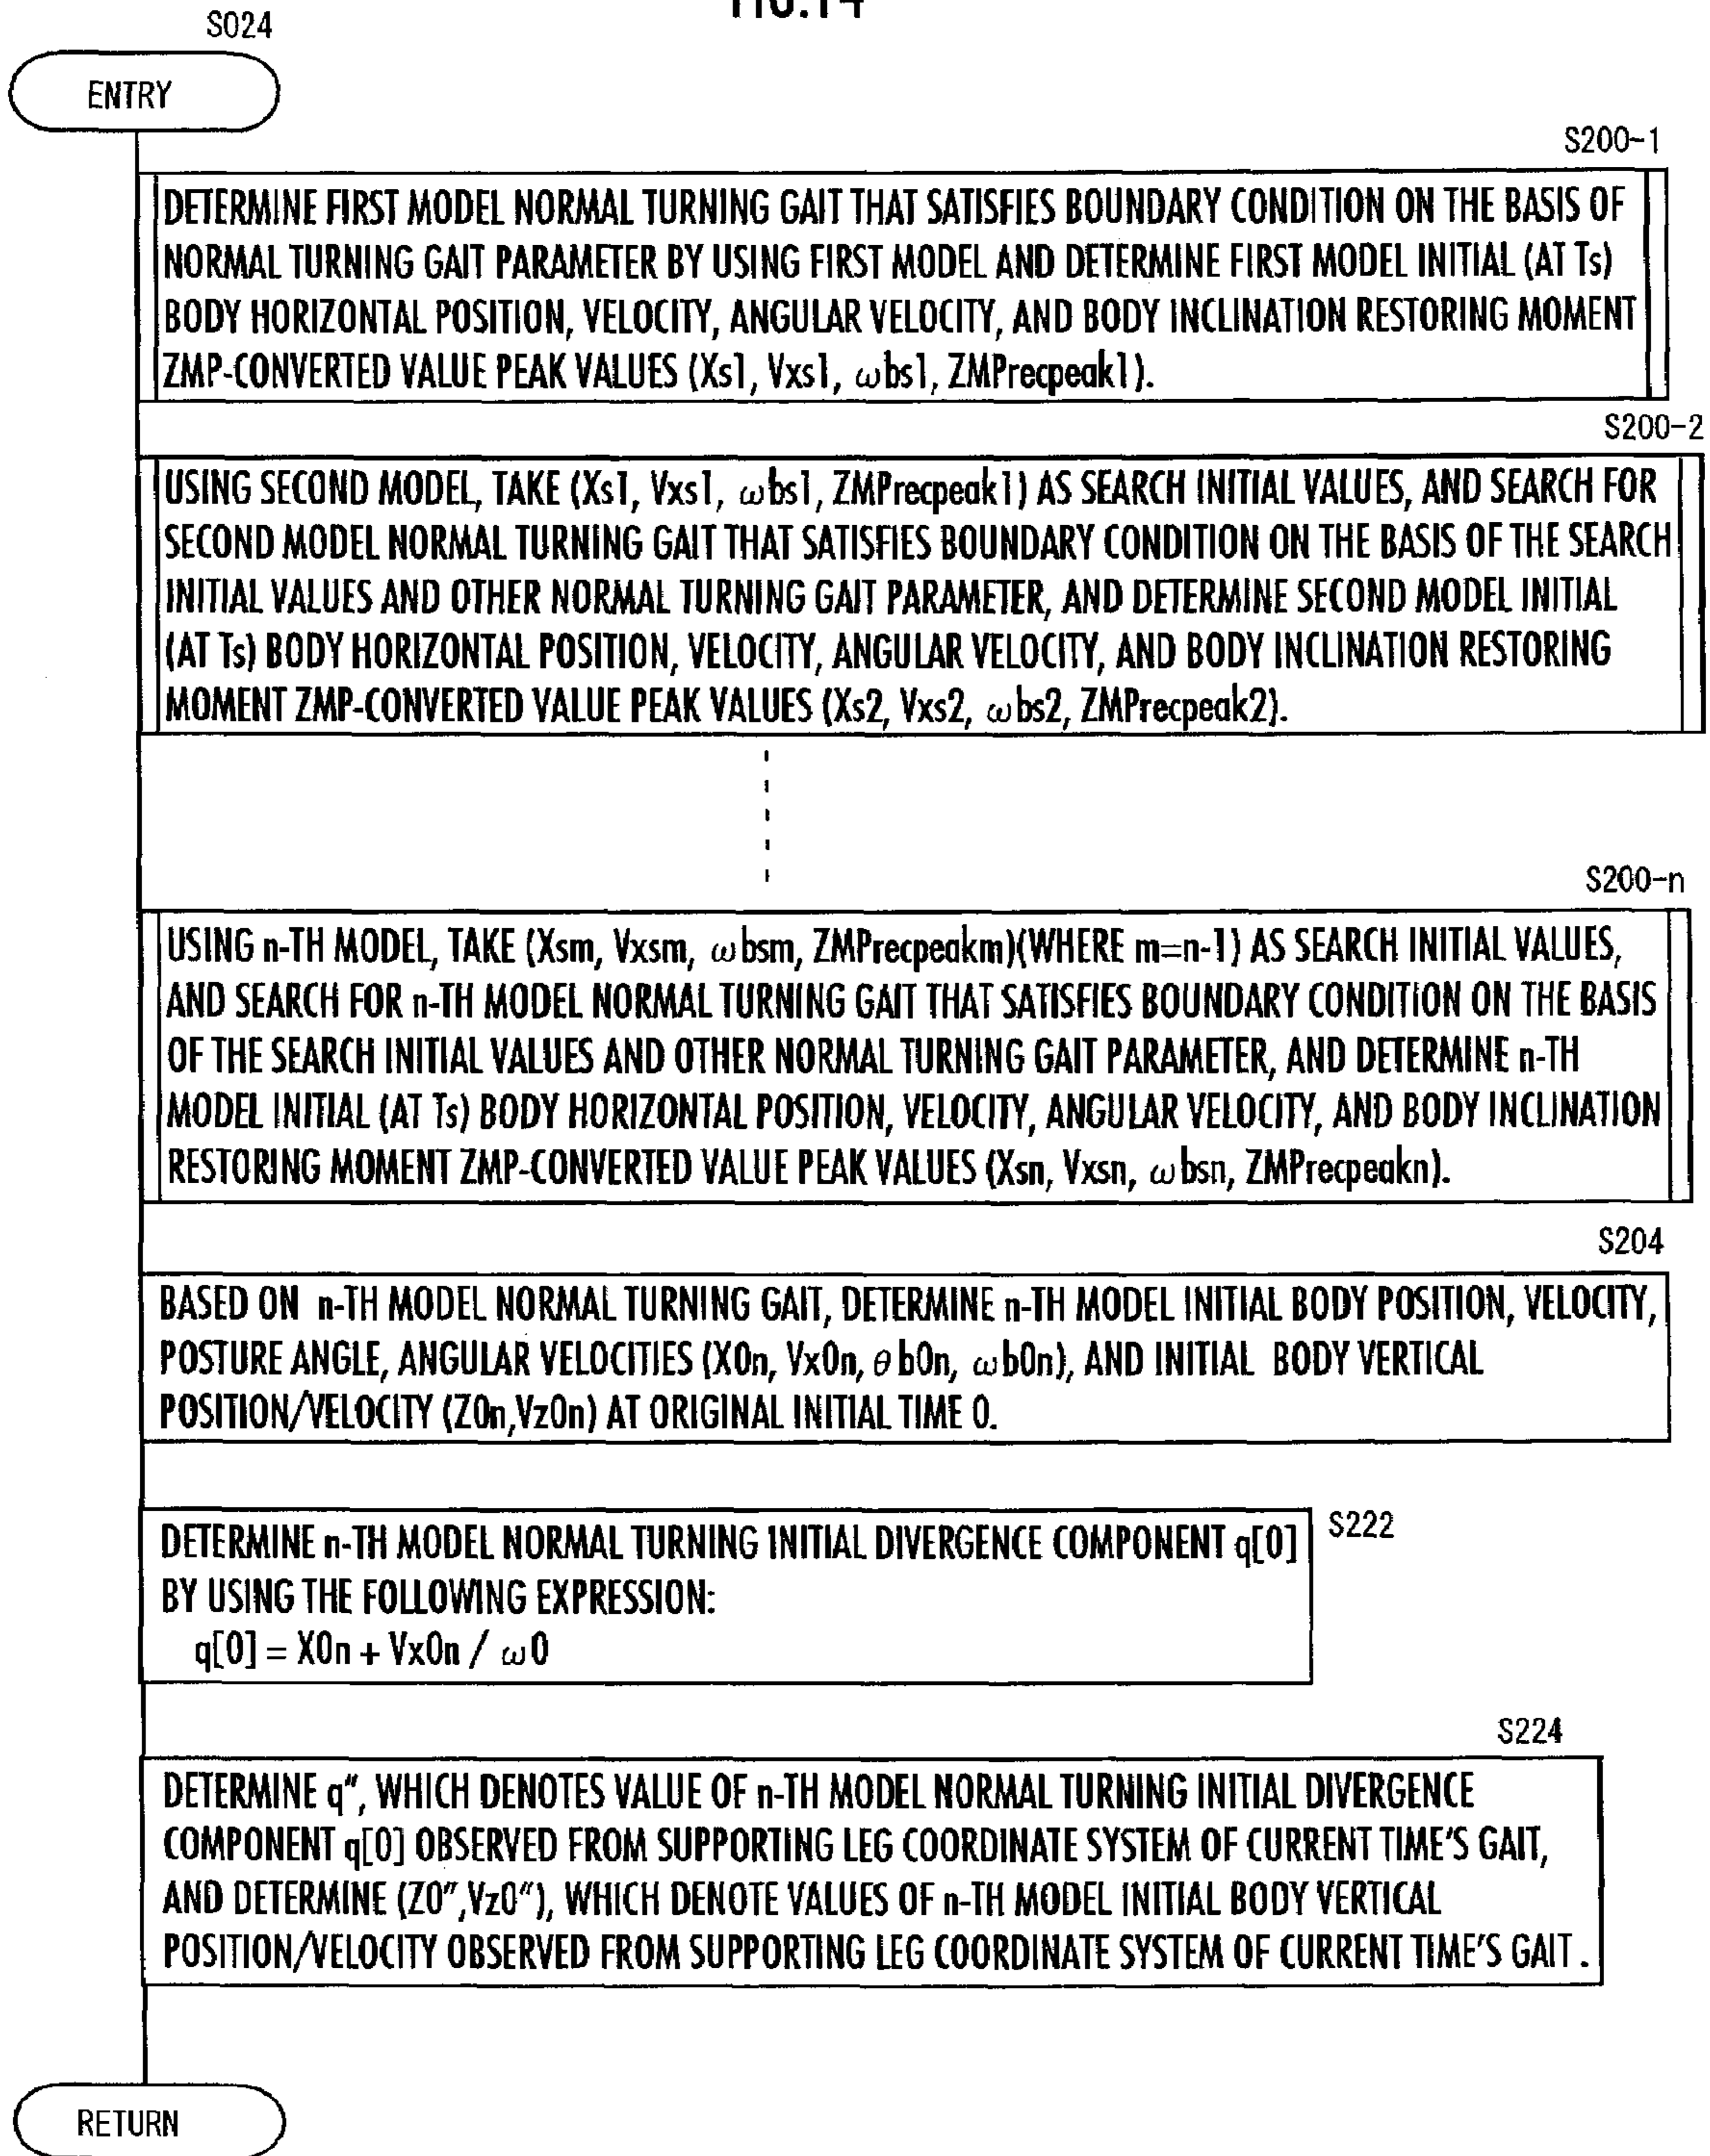 FIG.14
S024
ENTRY
S200-1
DETERMINE FIRST MODEL NORMAL TURNING GAIT THAT SATISFIES BOUNDARY CONDITION ON THE BASIS OF
NORMAL TURNING GAIT PARAMETER BY USING FIRST MODEL AND DETERMINE FIRST MODEL INITIAL (AT Ts)
BODY HORIZONTAL POSITION, VELOCITY, ANGULAR VELOCITY, AND BODY INCLINATION RESTORING MOMENT
ZMP-CONVERTED VALUE PEAK VALUES (Xs1, Vxs1, ωbs1, ZMPrecpeak1).
S200-2
USING SECOND MODEL, TAKE (Xs1, Vxs1, ωbs1, ZMPrecpeak1) AS SEARCH INITIAL VALUES, AND SEARCH FOR
SECOND MODEL NORMAL TURNING GAIT THAT SATISFIES BOUNDARY CONDITION ON THE BASIS OF THE SEARCH
INITIAL VALUES AND OTHER NORMAL TURNING GAIT PARAMETER, AND DETERMINE SECOND MODEL INITIAL
(AT Ts) BODY HORIZONTAL POSITION, VELOCITY, ANGULAR VELOCITY, AND BODY INCLINATION RESTORING
MOMENT ZMP-CONVERTED VALUE PEAK VALUES (Xs2, Vxs2, ωbs2, ZMPrecpeak2).
S200-n
USING n-TH MODEL, TAKE (Xsm, Vxsm, ωbsm, ZMPrecpeakm)(WHERE m=n-1) AS SEARCH INITIAL VALUES,
AND SEARCH FOR n-TH MODEL NORMAL TURNING GAIT THAT SATISFIES BOUNDARY CONDITION ON THE BASIS
OF THE SEARCH INITIAL VALUES AND OTHER NORMAL TURNING GAIT PARAMETER, AND DETERMINE n-TH
MODEL INITIAL (AT Ts) BODY HORIZONTAL POSITION, VELOCITY, ANGULAR VELOCITY, AND BODY INCLINATION
RESTORING MOMENT ZMP-CONVERTED VALUE PEAK VALUES (Xsn, Vxsn, ωbsn, ZMPrecpeakn).
S204
BASED ON n-TH MODEL NORMAL TURNING GAIT, DETERMINE n-TH MODEL INITIAL BODY POSITION, VELOCITY,
POSTURE ANGLE, ANGULAR VELOCITIES (X0n, Vx0n, θb0n, ωb0n), AND INITIAL BODY VERTICAL
POSITION/VELOCITY (Z0n,Vz0n) AT ORIGINAL INITIAL TIME 0.
S222
DETERMINE n-TH MODEL NORMAL TURNING INITIAL DIVERGENCE COMPONENT q[0]
BY USING THE FOLLOWING EXPRESSION:
q[0] = X0n + Vx0n / ω0
S224
DETERMINE q", WHICH DENOTES VALUE OF n-TH MODEL NORMAL TURNING INITIAL DIVERGENCE
COMPONENT q[0] OBSERVED FROM SUPPORTING LEG COORDINATE SYSTEM OF CURRENT TIME'S GAIT,
AND DETERMINE (Z0",Vz0"), WHICH DENOTE VALUES OF n-TH MODEL INITIAL BODY VERTICAL
POSITION/VELOCITY OBSERVED FROM SUPPORTING LEG COORDINATE SYSTEM OF CURRENT TIME'S GAIT.
RETURN